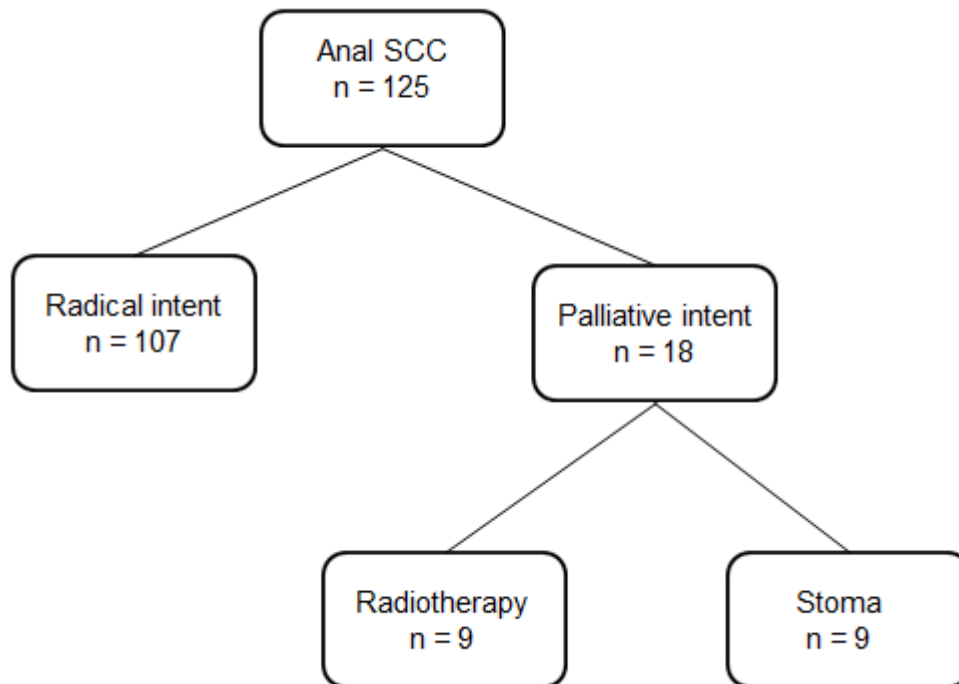 Anal SCC
n = 125
Radical intent
n = 107
Palliative intent
n = 18
Radiotherapy
n = 9
Stoma
n = 9